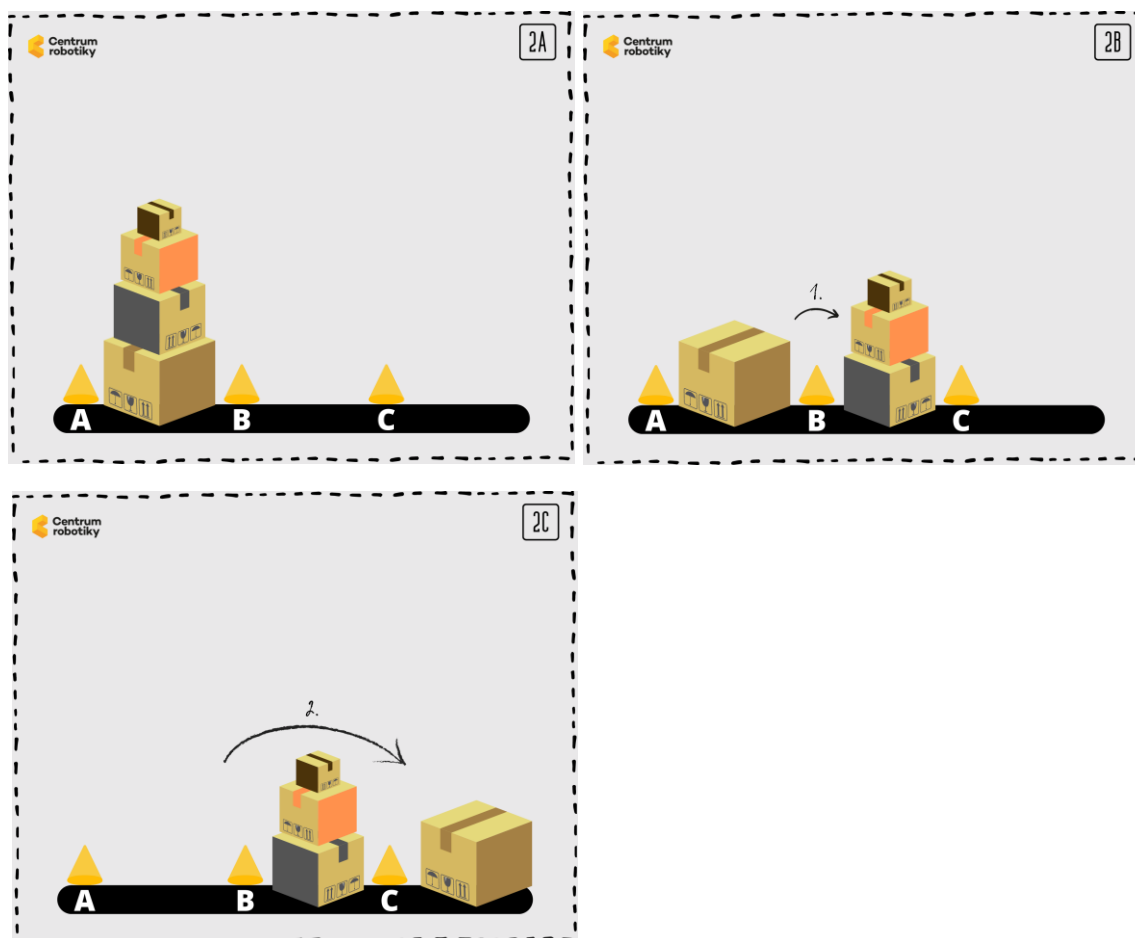 Centrum
robotiky
2A
A B C
Centrum
robotiky
2B
1.
A B C
Centrum
robotiky
2C
2.
A B C